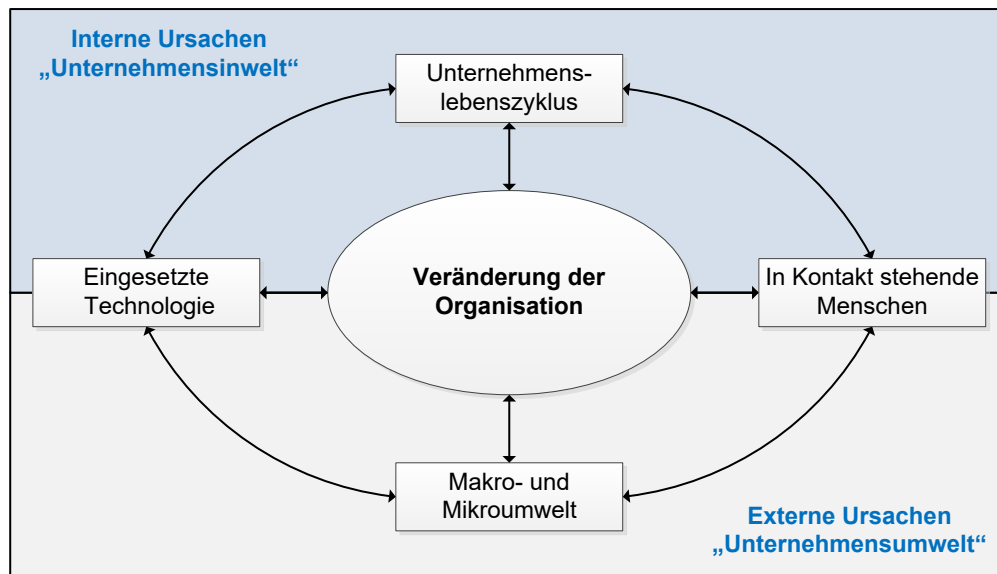 Interne Ursachen
„Unternehmensinwelt“
Unternehmens-
lebenszyklus
Eingesetzte
Technologie
Veränderung der
Organisation
In Kontakt stehende
Menschen
Makro- und
Mikroumwelt
Externe Ursachen
„Unternehmensumwelt“